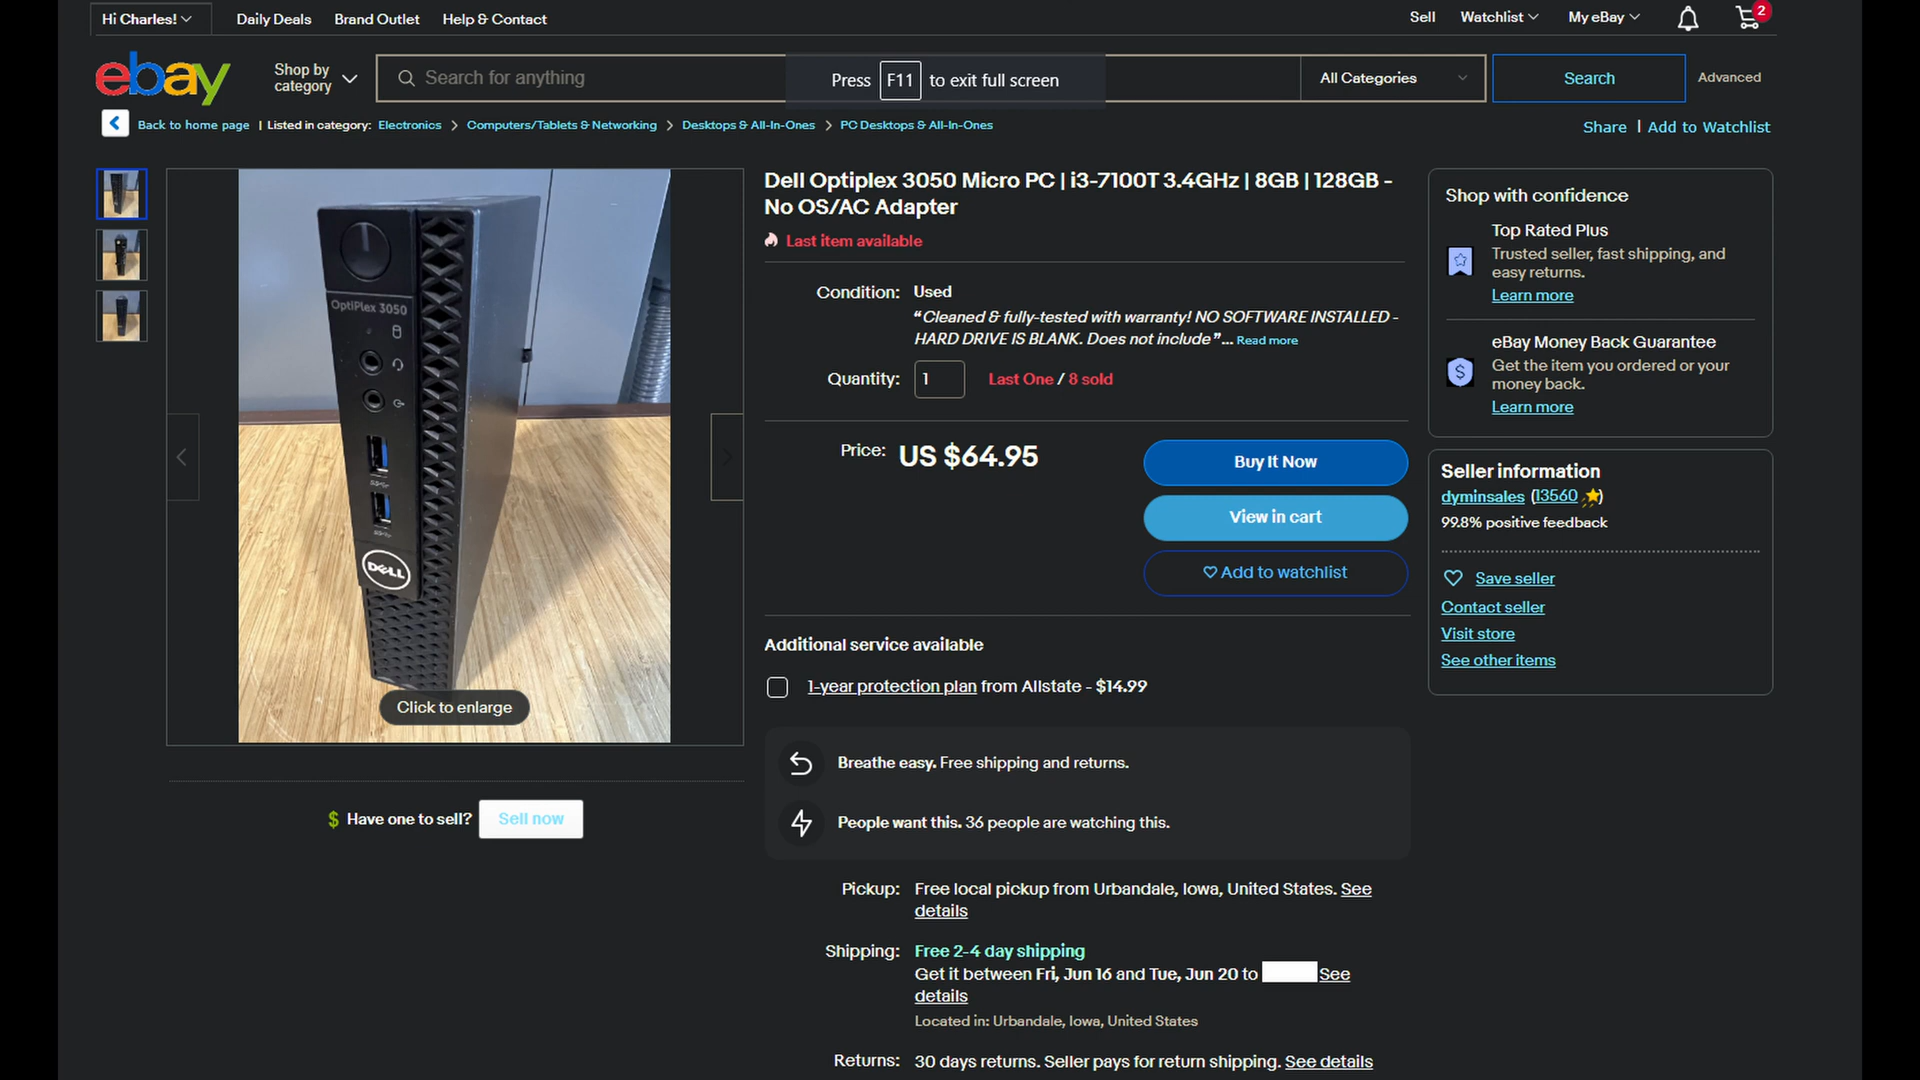 Hi Charles!
Daily Deals
Brand Outlet
Help & Contact
Sell
Watchlist
My eBay
2
ebay
Shop by
category
Search for anything
Press F11 to exit full screen
All Categories
Search
Advanced
Back to home page | Listed in category: Electronics > Computers/Tablets & Networking > Desktops & All-In-Ones > PC Desktops & All-In-Ones
Share | Add to Watchlist
OptiPlex 3050
DELL
Click to enlarge
$ Have one to sell?
Sell now
Dell Optiplex 3050 Micro PC | i3-7100T 3.4GHz | 8GB | 128GB -
No OS/AC Adapter
Last item available
Condition: Used
“Cleaned & fully-tested with warranty! NO SOFTWARE INSTALLED -
HARD DRIVE IS BLANK. Does not include”... Read more
Quantity: 1 Last One / 8 sold
Price: US $64.95
Buy It Now
View in cart
Add to watchlist
Additional service available
1-year protection plan from Allstate - $14.99
Breathe easy. Free shipping and returns.
People want this. 36 people are watching this.
Pickup: Free local pickup from Urbandale, Iowa, United States. See
details
Shipping: Free 2-4 day shipping
Get it between Fri, Jun 16 and Tue, Jun 20 to See
details
Located in: Urbandale, Iowa, United States
Returns: 30 days returns. Seller pays for return shipping. See details
Shop with confidence
Top Rated Plus
Trusted seller, fast shipping, and
easy returns.
Learn more
eBay Money Back Guarantee
Get the item you ordered or your
money back.
Learn more
Seller information
dyminsales (13560)
99.8% positive feedback
Save seller
Contact seller
Visit store
See other items